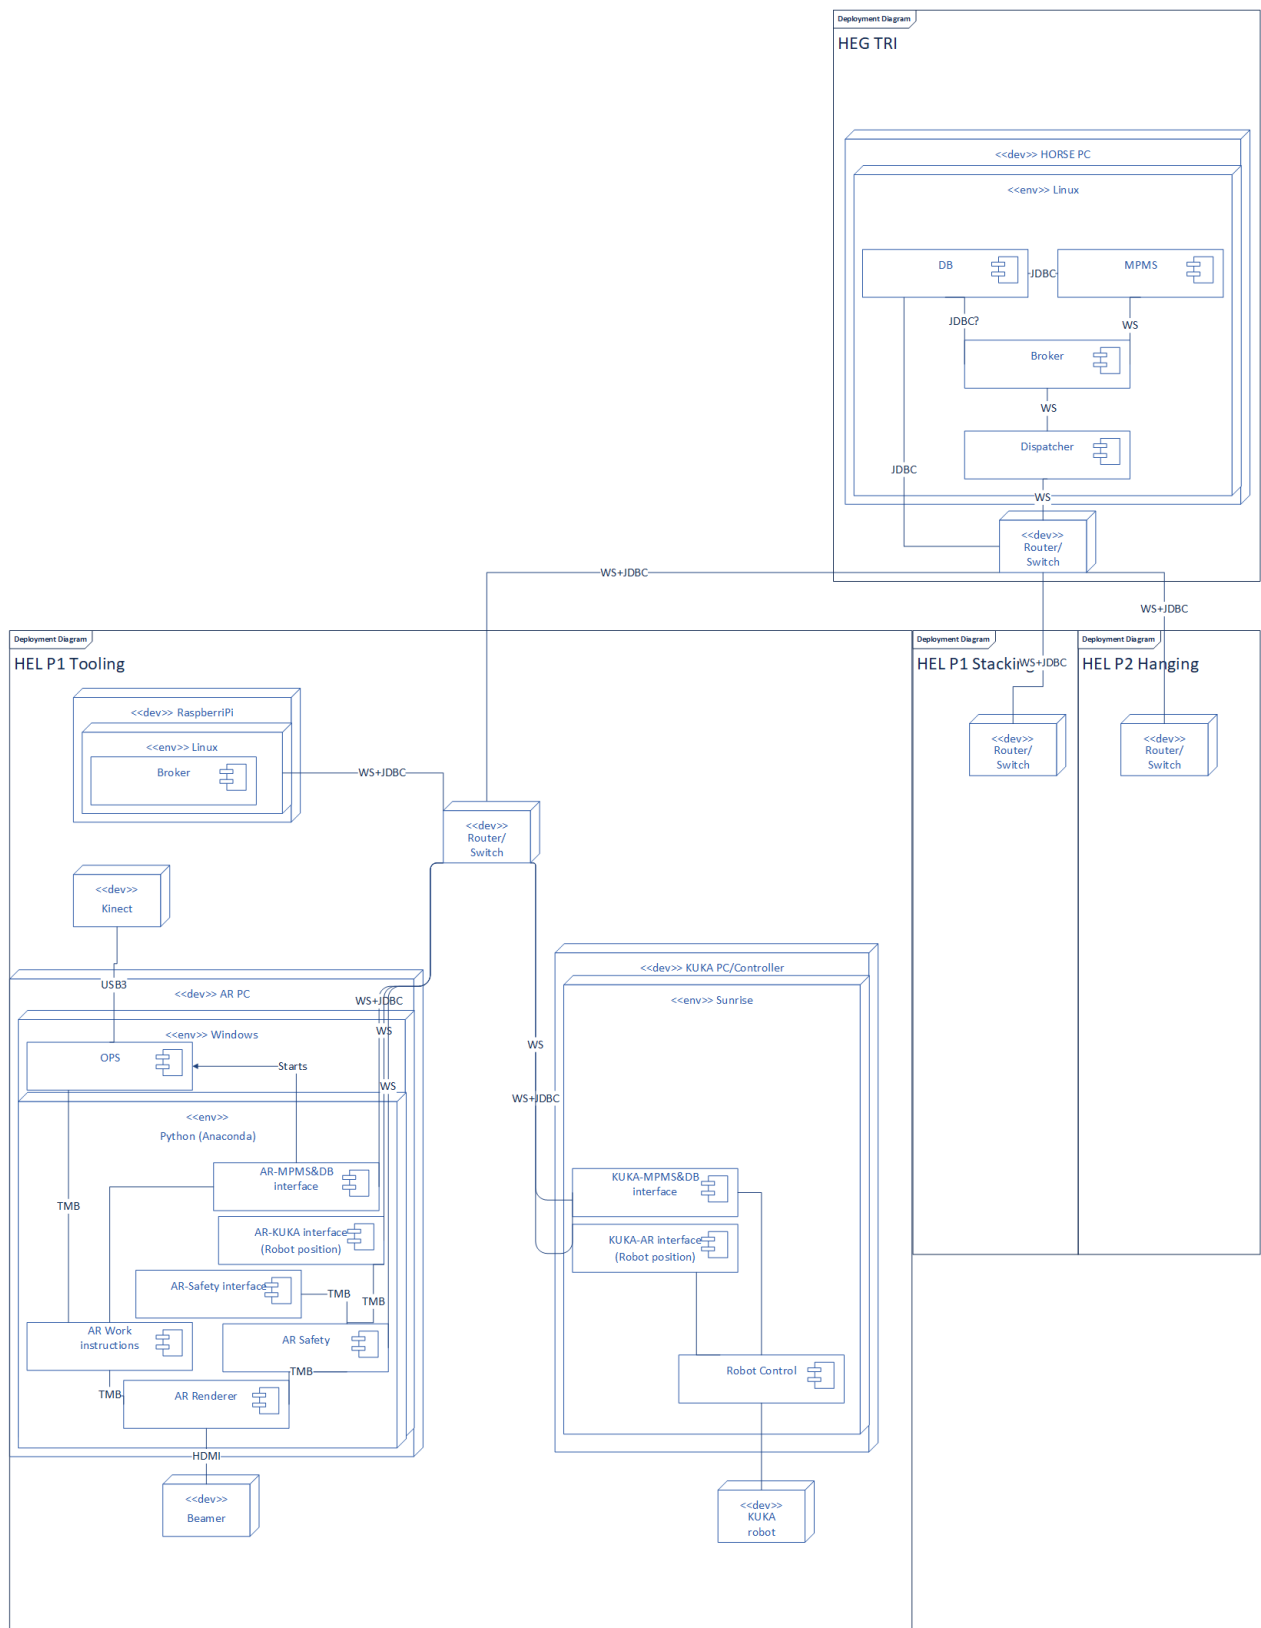 Deployment Diagram
HEG TRI
<<dev>> HORSE PC
<<env>> Linux
DB
JDBC
MPMS
JDBC?
WS
Broker
WS
Dispatcher
JDBC
WS
<<dev>>
Router/
Switch
WS+JDBC
WS+JDBC
Deployment Diagram
HEL P1 Tooling
Deployment Diagram
HEL P1 Stacking
WS+JDBC
Deployment Diagram
HEL P2 Hanging
<<dev>> RaspberriPi
<<env>> Linux
Broker
WS+JDBC
<<dev>>
Router/
Switch
<<dev>>
Router/
Switch
<<dev>>
Router/
Switch
<<dev>>
Kinect
USB3
<<dev>> AR PC
WS+JDBC
<<env>> Windows
WS
OPS
Starts
WS
<<env>>
Python (Anaconda)
AR-MPMS&DB
interface
TMB
AR-KUKA interface
(Robot position)
AR-Safety interface
TMB
TMB
AR Work
instructions
AR Safety
TMB
TMB
AR Renderer
HDMI
<<dev>>
Beamer
<<dev>> KUKA PC/Controller
<<env>> Sunrise
WS
WS+JDBC
KUKA-MPMS&DB
interface
KUKA-AR interface
(Robot position)
Robot Control
<<dev>>
KUKA
robot